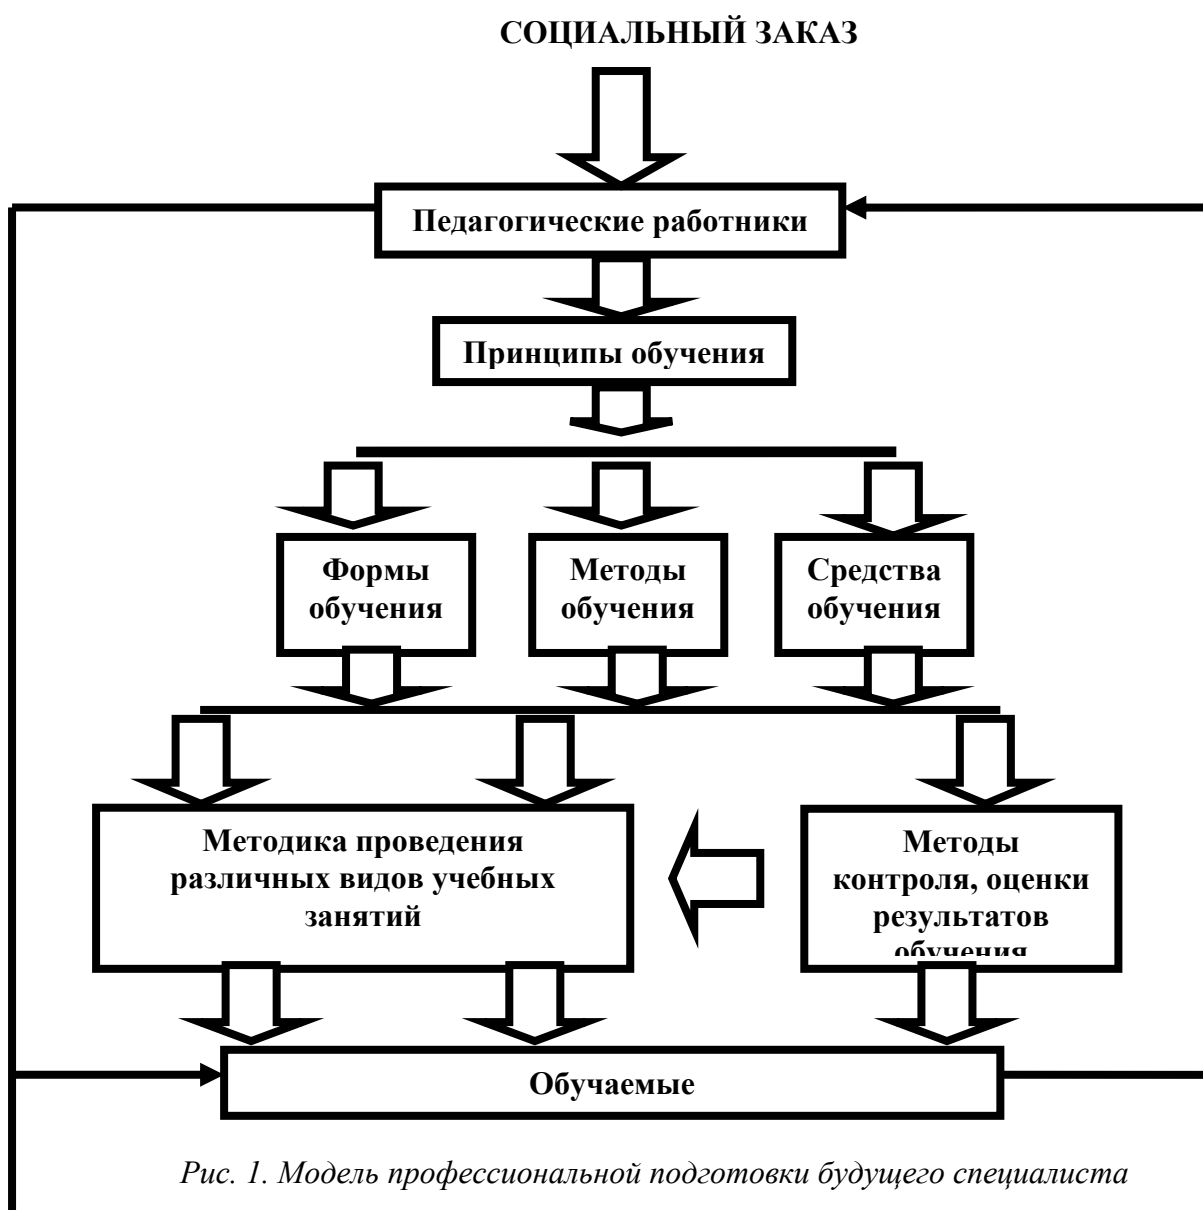 СОЦИАЛЬНЫЙ ЗАКАЗ
Педагогические работники
Принципы обучения
Формы
обучения
Методы
обучения
Средства
обучения
Методика проведения
различных видов учебных
занятий
Методы
контроля, оценки
результатов
обучения
Обучаемые
Рис. 1. Модель профессиональной подготовки будущего специалиста